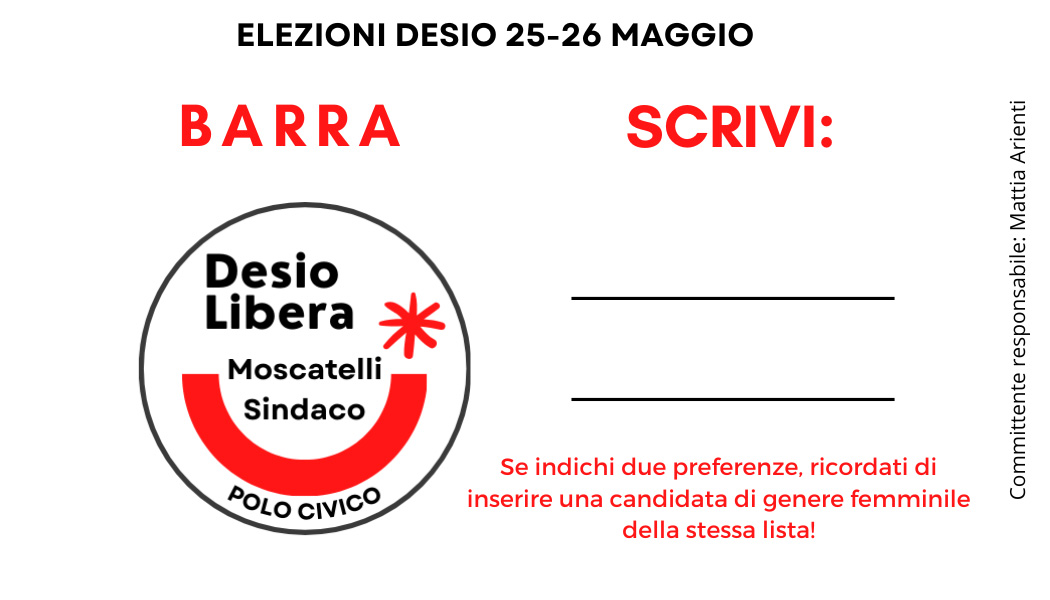 ELEZIONI DESIO 25-26 MAGGIO
BARRA
SCRIVI:
Desio
Libera
Moscatelli
Sindaco
POLO CIVICO
Se indichi due preferenze, ricordati di
inserire una candidata di genere femminile
della stessa lista!
Committente responsabile: Mattia Arienti